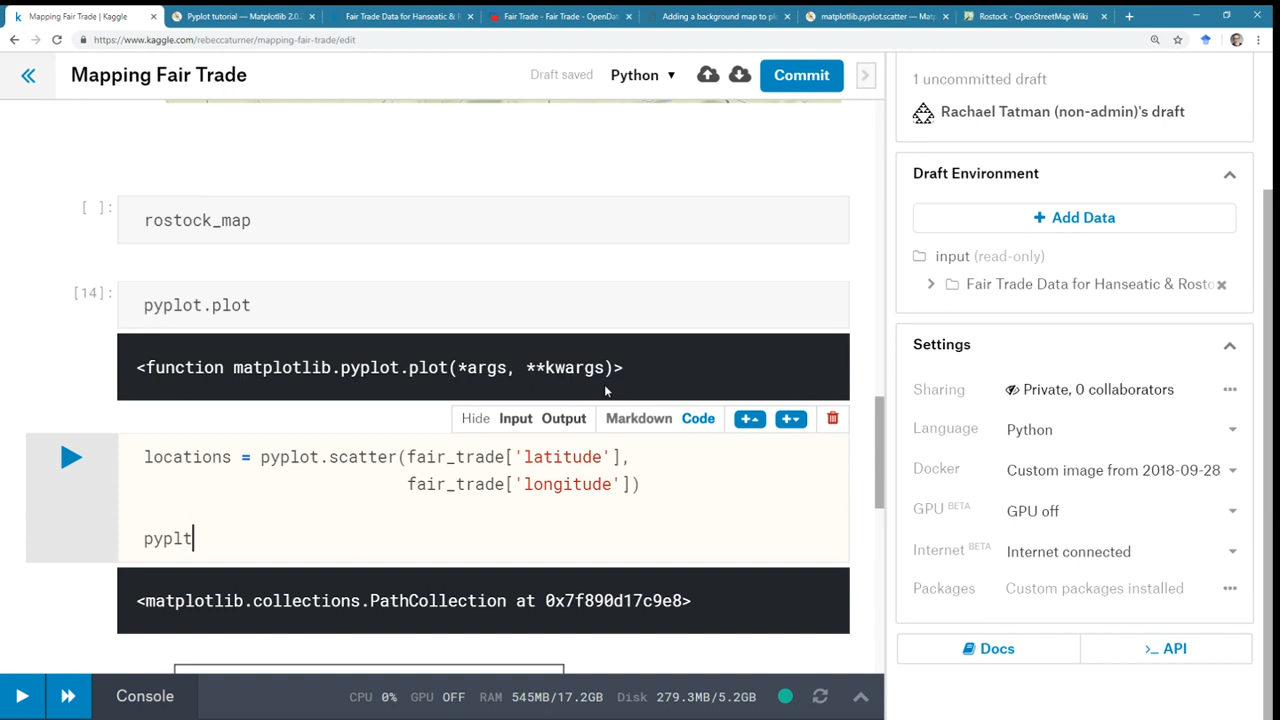 Mapping Fair Trade | Kaggle
Pyplot tutorial — Matplotlib 2.0.
Fair Trade Data for Hanseatic & R
Fair Trade - Fair Trade - OpenDat
Adding a background map to pl
matplotlib.pyplot.scatter — Matp
Rostock - OpenStreetMap Wiki
https://www.kaggle.com/rebeccaturner/mapping-fair-trade/edit
Mapping Fair Trade
Draft saved
Python
Commit
1 uncommitted draft
Rachael Tatman (non-admin)'s draft
[ ]:
rostock_map
[14]:
pyplot.plot
<function matplotlib.pyplot.plot(*args, **kwargs)>
Hide Input Output Markdown Code
locations = pyplot.scatter(fair_trade['latitude'],
fair_trade['longitude'])
pyplt
<matplotlib.collections.PathCollection at 0x7f890d17c9e8>
Draft Environment
+ Add Data
input (read-only)
Fair Trade Data for Hanseatic & Rosto
Settings
Sharing Private, 0 collaborators
Language Python
Docker Custom image from 2018-09-28
GPU BETA GPU off
Internet BETA Internet connected
Packages Custom packages installed
Docs
>_ API
Console
CPU 0% GPU OFF RAM 545MB/17.2GB Disk 279.3MB/5.2GB